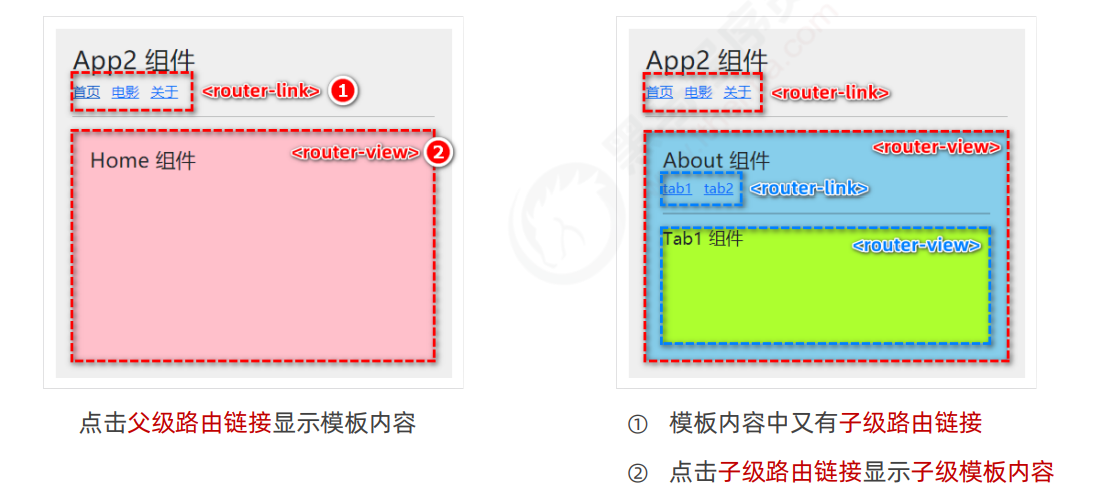 App2 组件
首页 电影 关于 <router-link> 1
Home 组件 <router-view> 2
点击父级路由链接显示模板内容
App2 组件
首页 电影 关于 <router-link>
About 组件 <router-view>
tab1 tab2 <router-link>
Tab1 组件 <router-view>
① 模板内容中又有子级路由链接
② 点击子级路由链接显示子级模板内容